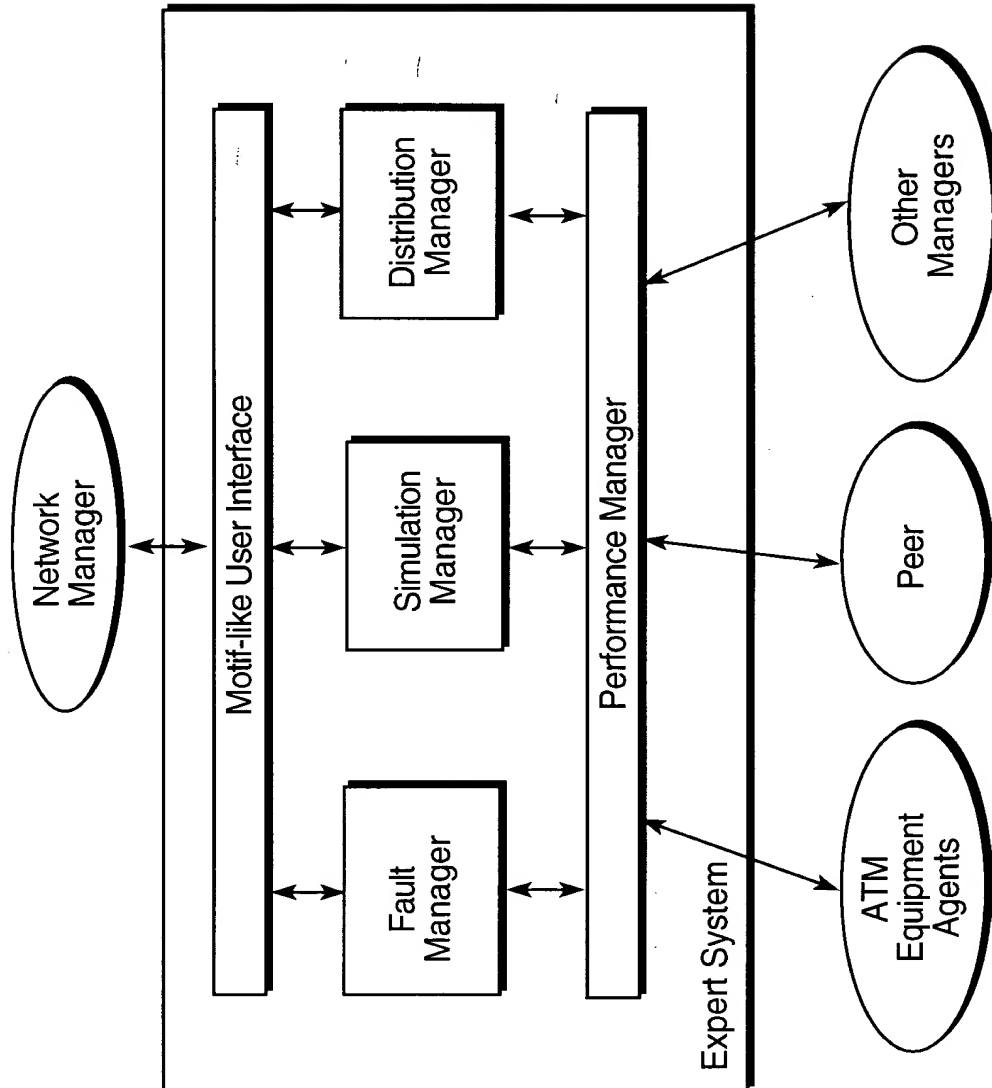 Network
Manager
Motif-like User Interface
Fault
Manager
Simulation
Manager
Distribution
Manager
Performance Manager
Expert System
ATM
Equipment
Agents
Peer
Other
Managers